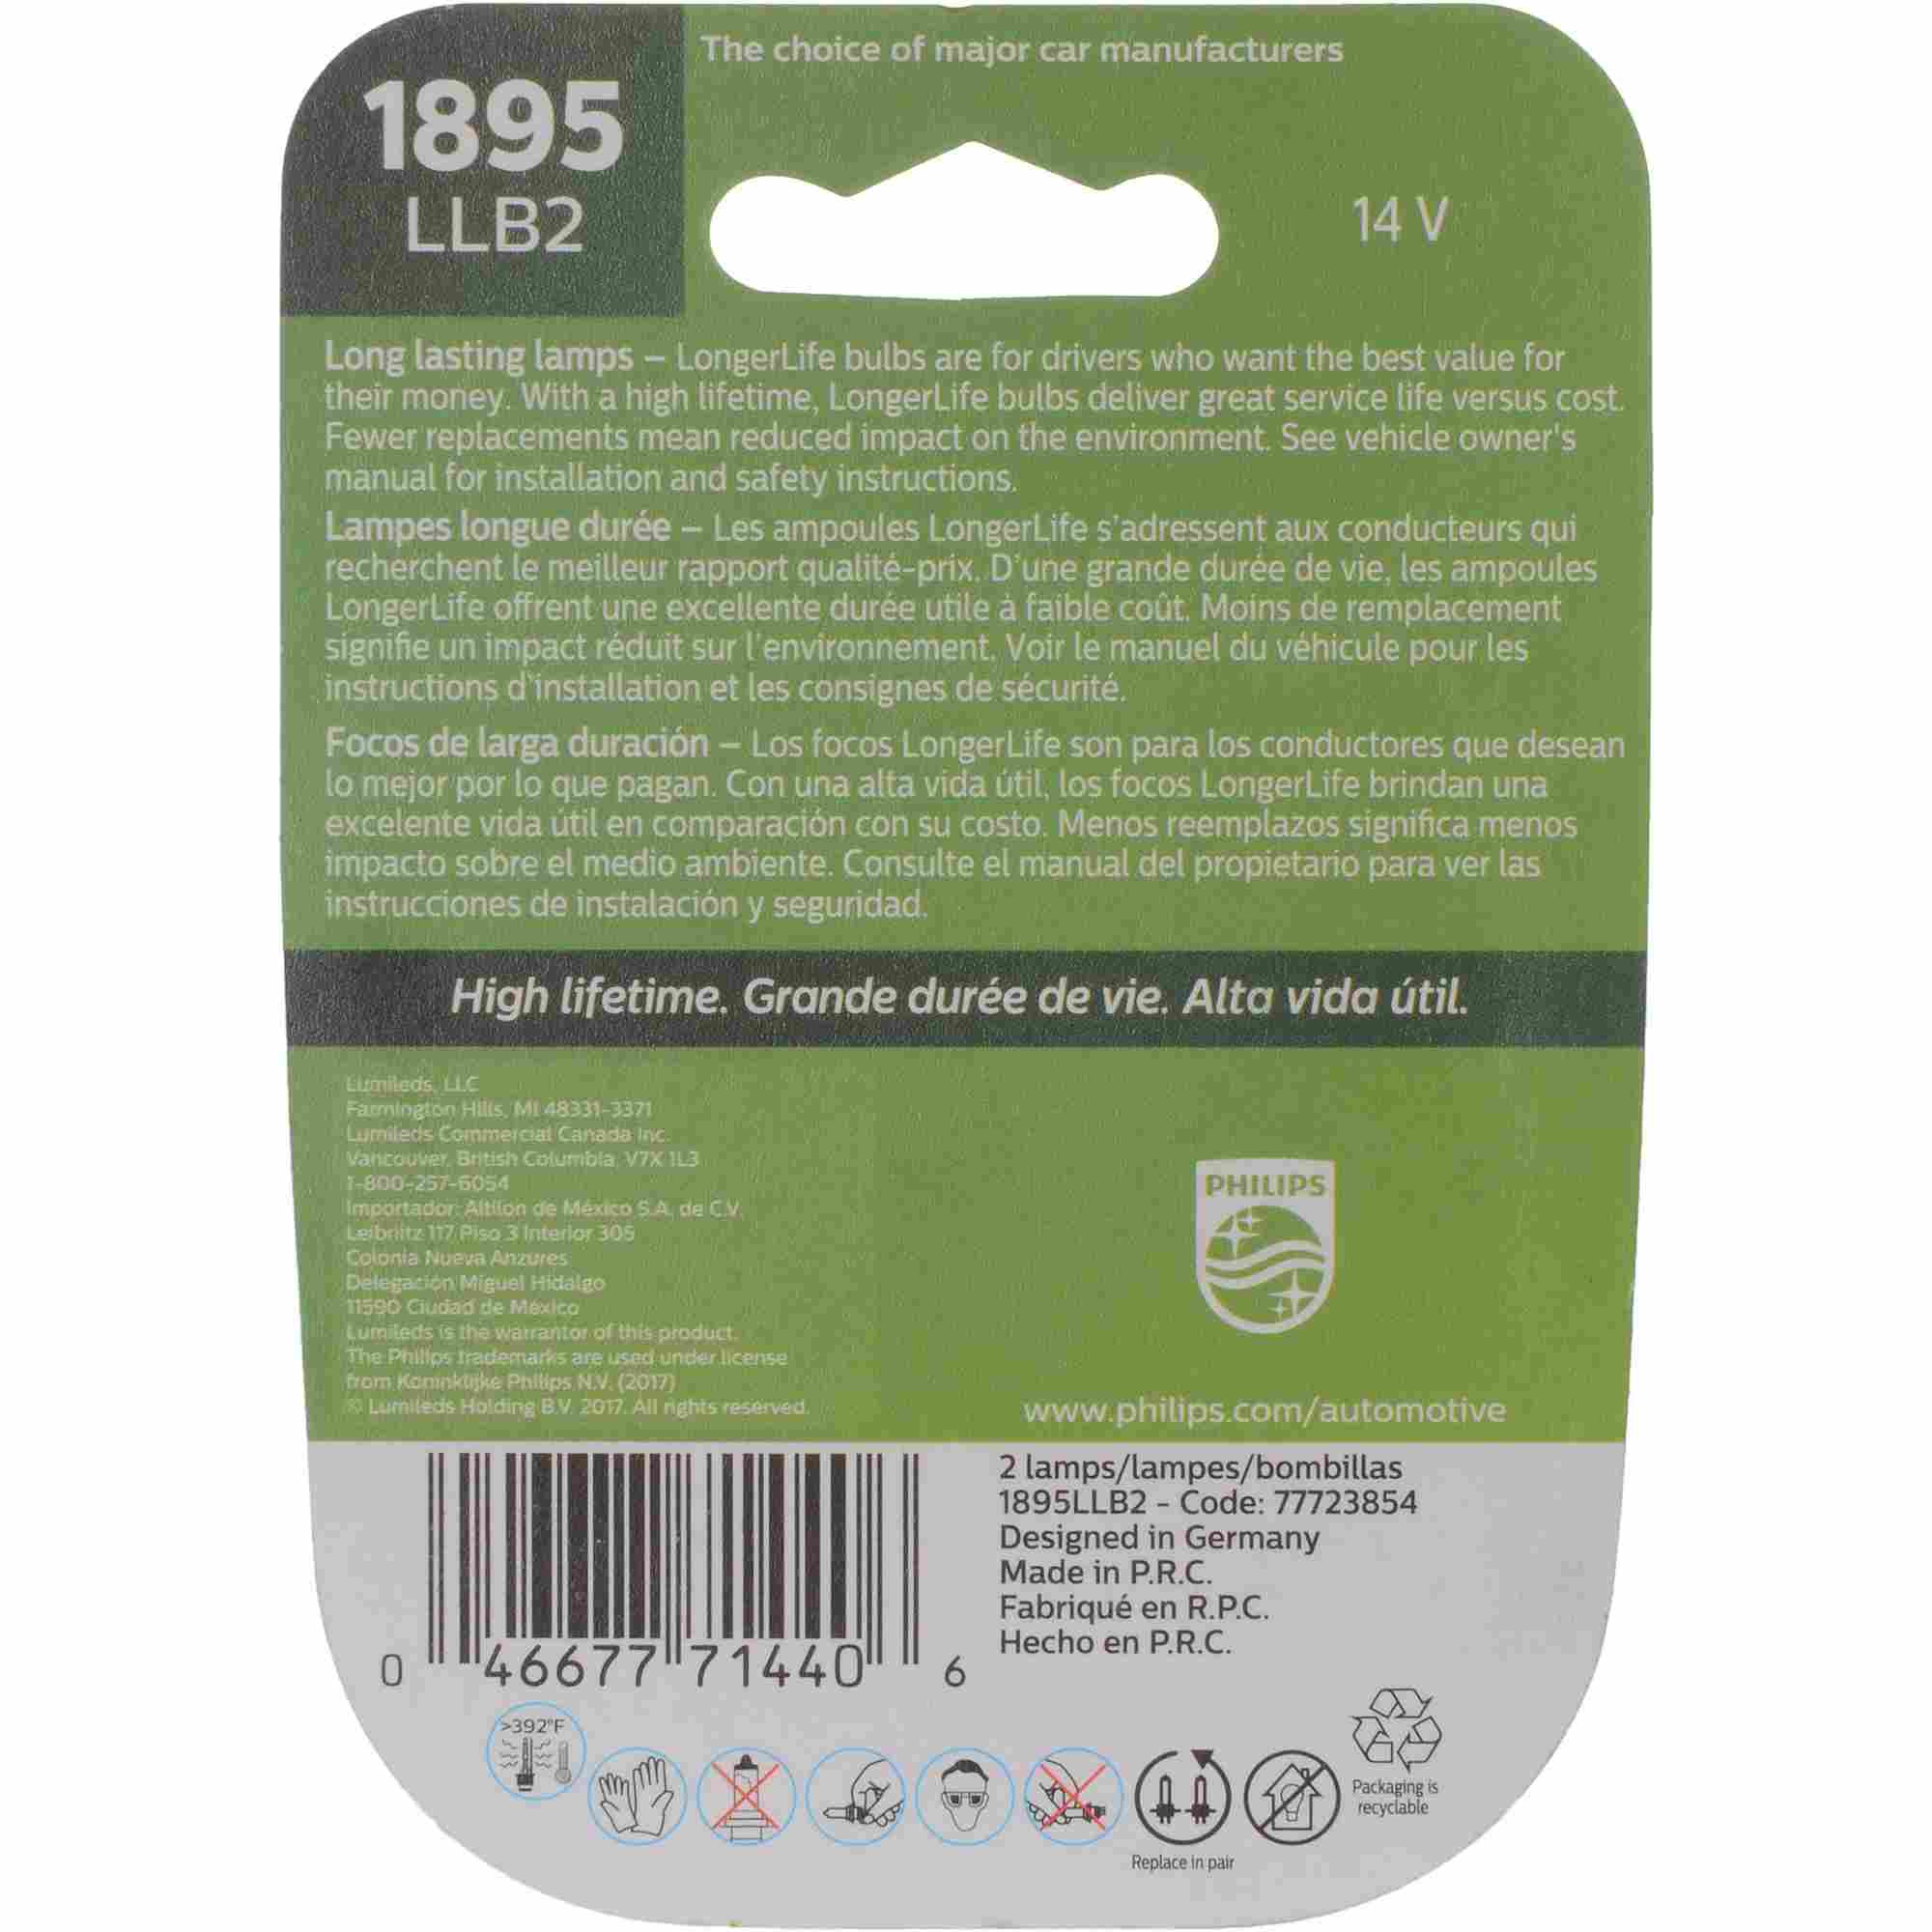 The choice of major car manufacturers
1895
LLB2
14 V
Long lasting lamps – LongerLife bulbs are for drivers who want the best value for
their money. With a high lifetime, LongerLife bulbs deliver great service life versus cost.
Fewer replacements mean reduced impact on the environment. See vehicle owner's
manual for installation and safety instructions.
Lampes longue durée – Les ampoules LongerLife s'adressent aux conducteurs qui
recherchent le meilleur rapport qualité-prix. D'une grande durée de vie, les ampoules
LongerLife offrent une excellente durée utile à faible coût. Moins de remplacement
signifie un impact réduit sur l'environnement. Voir le manuel du véhicule pour les
instructions d'installation et les consignes de sécurité.
Focos de larga duración – Los focos LongerLife son para los conductores que desean
lo mejor por lo que pagan. Con una alta vida útil, los focos LongerLife brindan una
excelente vida útil en comparación con su costo. Menos reemplazos significa menos
impacto sobre el medio ambiente. Consulte el manual del propietario para ver las
instrucciones de instalación y seguridad.
High lifetime. Grande durée de vie. Alta vida útil.
Lumileds, LLC
Farmington Hills, MI 48331-3371
Lumileds Commercial Canada Inc.
Vancouver, British Columbia, V7X 1L3
1-800-257-6054
Importador: Altilon de México S.A. de C.V.
Leibniitz 117 Piso 3 Interior 305
Colonia Nueva Anzures
Delegación Miguel Hidalgo
11590 Ciudad de México
Lumileds is the warrantor of this product.
The Philips trademarks are used under license
from Koninklijke Philips N.V. (2017)
© Lumileds Holding B.V. 2017. All rights reserved.
PHILIPS
www.philips.com/automotive
2 lamps/lampes/bombillas
1895LLB2 - Code: 77723854
Designed in Germany
Made in P.R.C.
Fabriqué en R.P.C.
Hecho en P.R.C.
0 46677 71440 6
>392°F
Packaging is
recyclable
Replace in pair